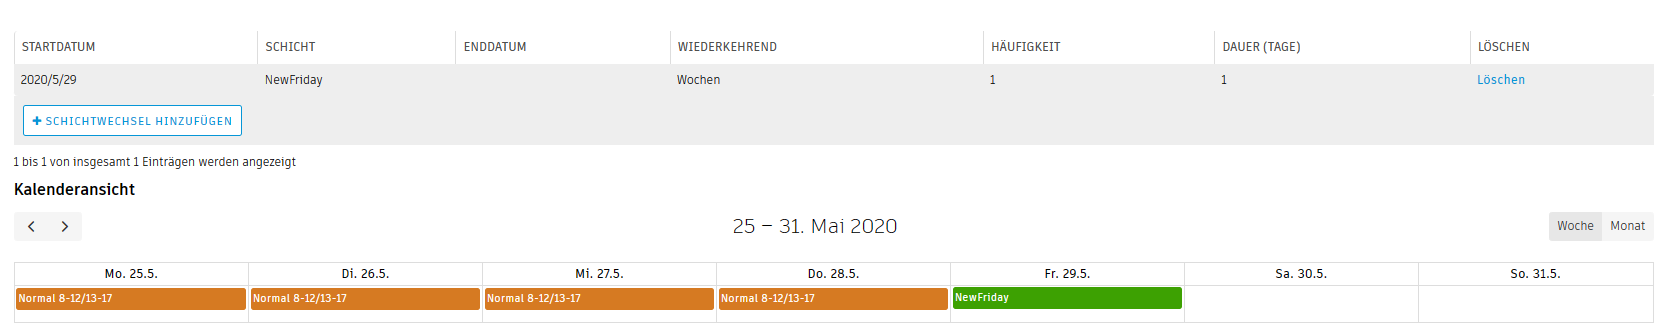 STARTDATUM SCHICHT ENDDATUM WIEDERKEHREND HÄUFIGKEIT DAUER (TAGE) LÖSCHEN
2020/5/29 NewFriday Wochen 1 1 Löschen
+ SCHICHTWECHSEL HINZUFÜGEN
1 bis 1 von insgesamt 1 Einträgen werden angezeigt
Kalenderansicht
25 – 31. Mai 2020 Woche Monat
Mo. 25.5. Di. 26.5. Mi. 27.5. Do. 28.5. Fr. 29.5. Sa. 30.5. So. 31.5.
Normal 8-12/13-17 Normal 8-12/13-17 Normal 8-12/13-17 Normal 8-12/13-17 NewFriday